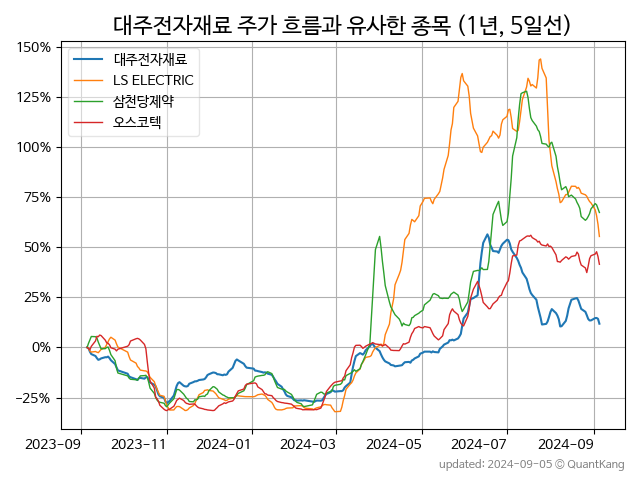 대주전자재료 주가 흐름과 유사한 종목 (1년, 5일선)
150%
125%
100%
75%
50%
25%
0%
−25%
대주전자재료
LS ELECTRIC
삼천당제약
오스코텍
2023-09
2023-11
2024-01
2024-03
2024-05
2024-07
2024-09
updated: 2024-09-05 © QuantKang